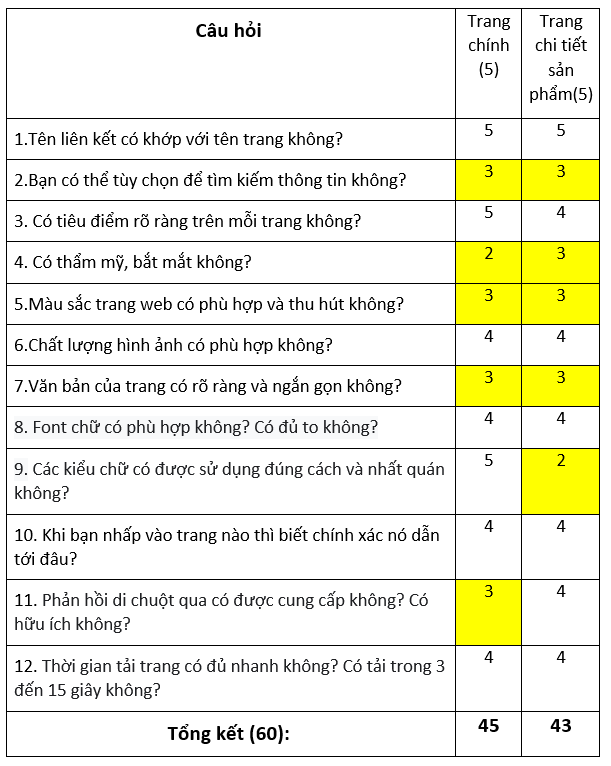 Câu hỏi
Trang
chính
(5)
Trang
chi tiết
sản
phẩm(5)
1.Tên liên kết có khớp với tên trang không?
5
5
2.Bạn có thể tùy chọn để tìm kiếm thông tin không?
3
3
3. Có tiêu điểm rõ ràng trên mỗi trang không?
5
4
4. Có thẩm mỹ, bắt mắt không?
2
3
5.Màu sắc trang web có phù hợp và thu hút không?
3
3
6.Chất lượng hình ảnh có phù hợp không?
4
4
7.Văn bản của trang có rõ ràng và ngắn gọn không?
3
3
8. Font chữ có phù hợp không? Có đủ to không?
4
4
9. Các kiểu chữ có được sử dụng đúng cách và nhất quán
không?
5
2
10. Khi bạn nhấp vào trang nào thì biết chính xác nó dẫn
tới đâu?
4
4
11. Phản hồi di chuột qua có được cung cấp không? Có
hữu ích không?
3
4
12. Thời gian tải trang có đủ nhanh không? Có tải trong 3
đến 15 giây không?
4
4
Tổng kết (60):
45
43